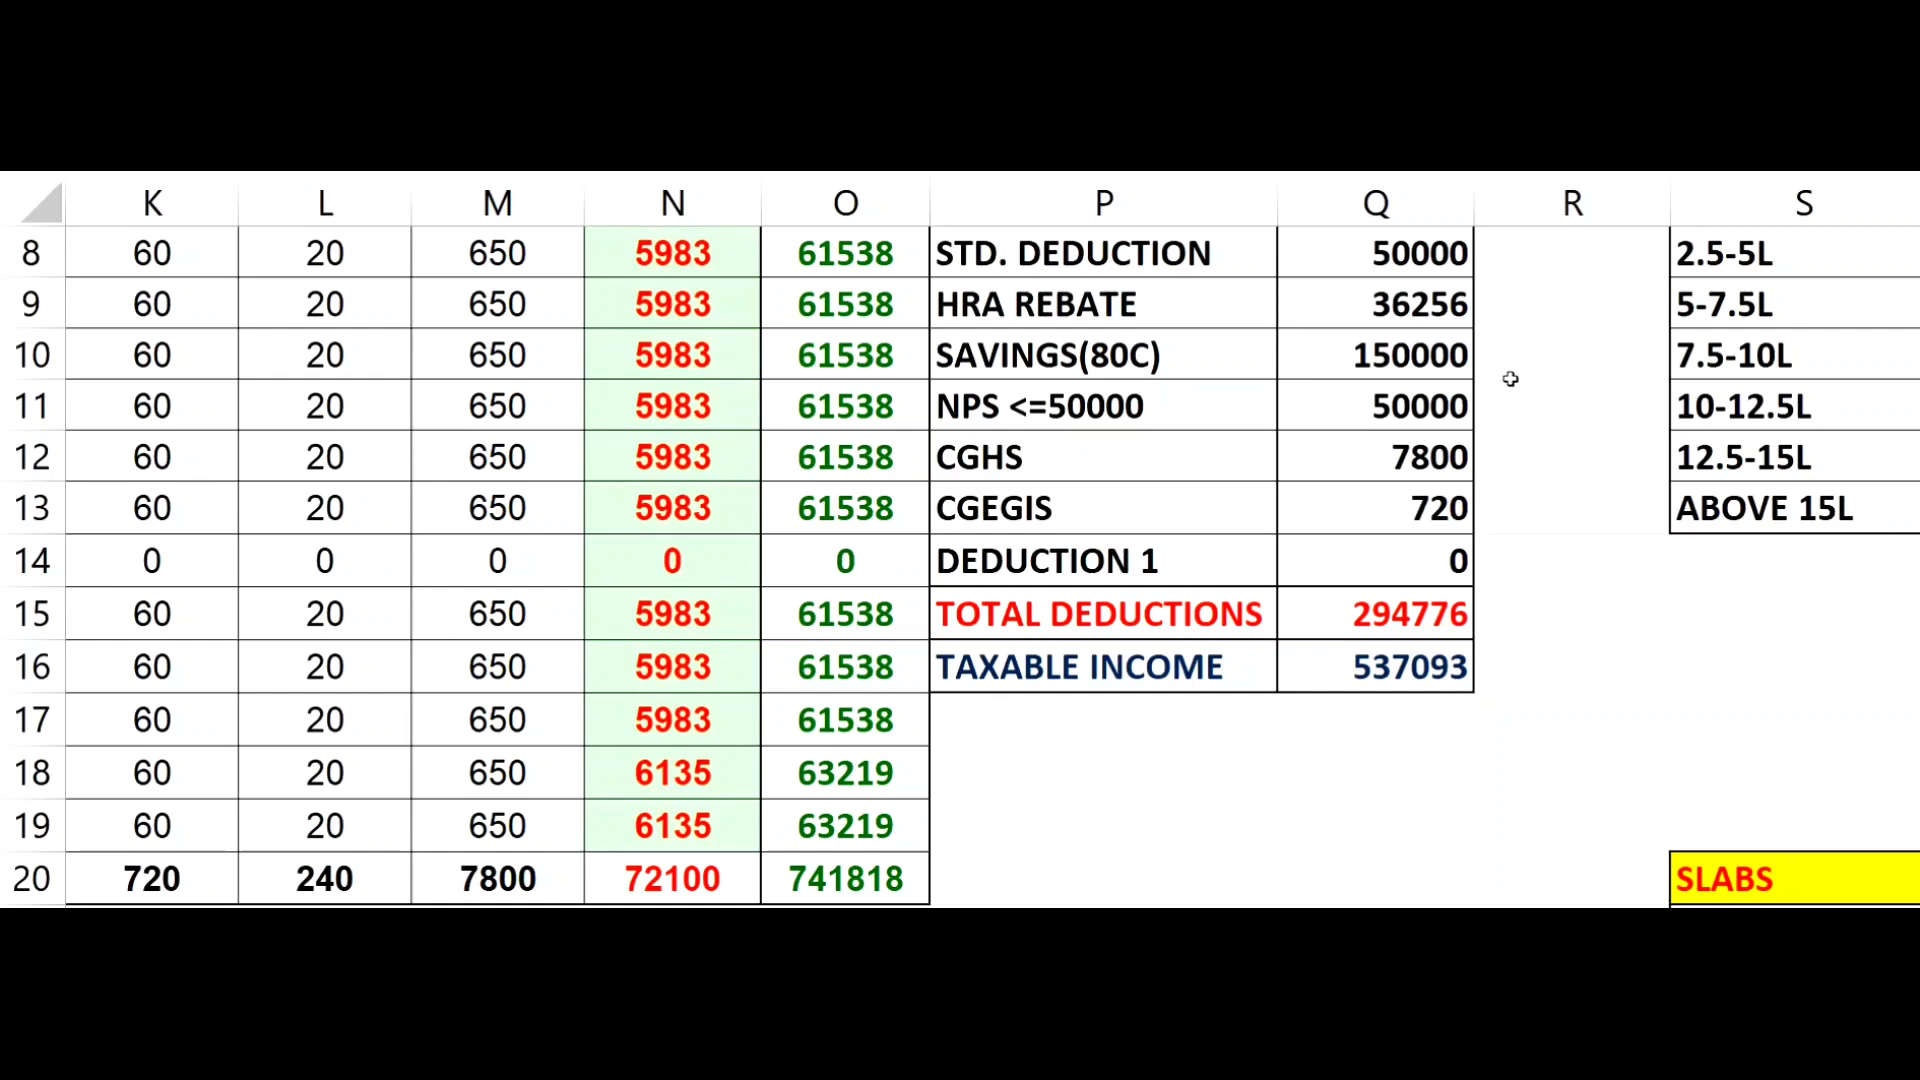 K L M N O P Q R S
8 60 20 650 5983 61538 STD. DEDUCTION 50000 2.5-5L
9 60 20 650 5983 61538 HRA REBATE 36256 5-7.5L
10 60 20 650 5983 61538 SAVINGS(80C) 150000 7.5-10L
11 60 20 650 5983 61538 NPS <=50000 50000 10-12.5L
12 60 20 650 5983 61538 CGHS 7800 12.5-15L
13 60 20 650 5983 61538 CGEGIS 720 ABOVE 15L
14 0 0 0 0 0 DEDUCTION 1 0
15 60 20 650 5983 61538 TOTAL DEDUCTIONS 294776
16 60 20 650 5983 61538 TAXABLE INCOME 537093
17 60 20 650 5983 61538
18 60 20 650 6135 63219
19 60 20 650 6135 63219
20 720 240 7800 72100 741818 SLABS